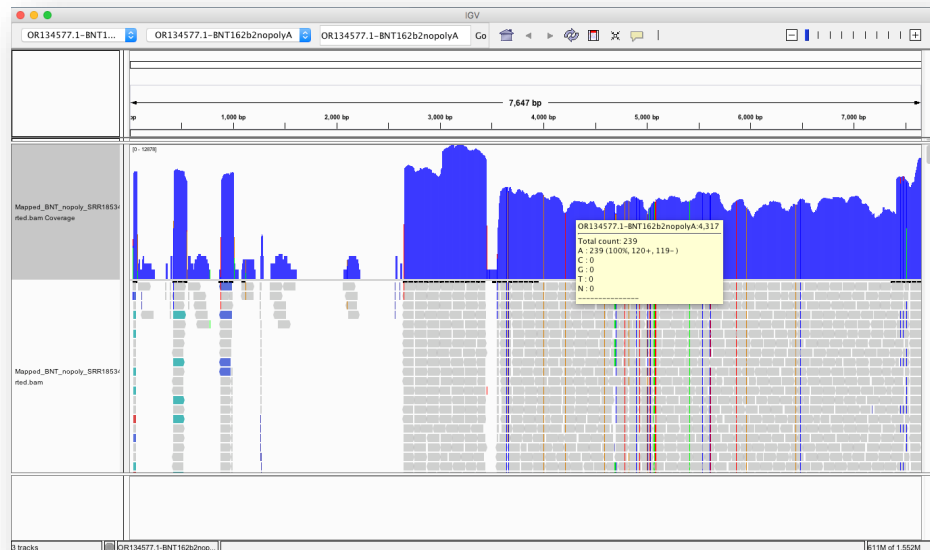 IGV
OR134577.1-BNT1... OR134577.1-BNT162b2nopolyA OR134577.1-BNT162b2nopolyA Go
7,647 bp
bp 1,000 bp 2,000 bp 3,000 bp 4,000 bp 5,000 bp 6,000 bp 7,000 bp
[0 - 12878]
Mapped_BNT_nopoly_SRR18534
rted.bam Coverage
OR134577.1-BNT162b2nopolyA:4,317
Total count: 239
A : 239 (100%, 120+, 119- )
C : 0
G : 0
T : 0
N : 0
---------------
Mapped_BNT_nopoly_SRR18534
rted.bam
3 tracks OR134577.1-BNT162b2nop... 611M of 1,552M